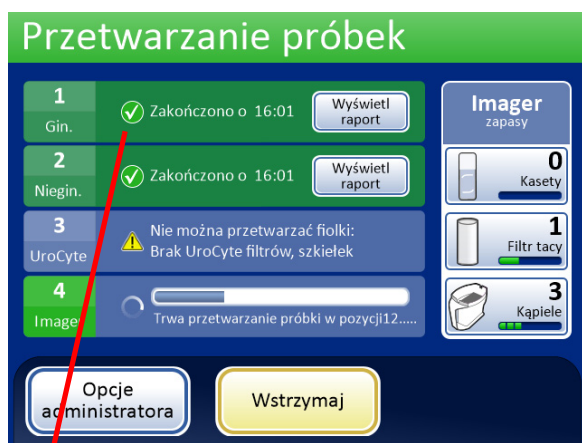 Przetwarzanie próbek
1
Gin.
Zakończono o 16:01
Wyświetl
raport
2
Niegin.
Zakończono o 16:01
Wyświetl
raport
3
UroCyte
Nie można przetwarzać fiolki:
Brak UroCyte filtrów, szkiełek
4
Imager
Trwa przetwarzanie próbki w pozycji12.....
Imager
zapasy
0
Kasety
1
Filtr tacy
3
Kąpiele
Opcje
administratora
Wstrzymaj